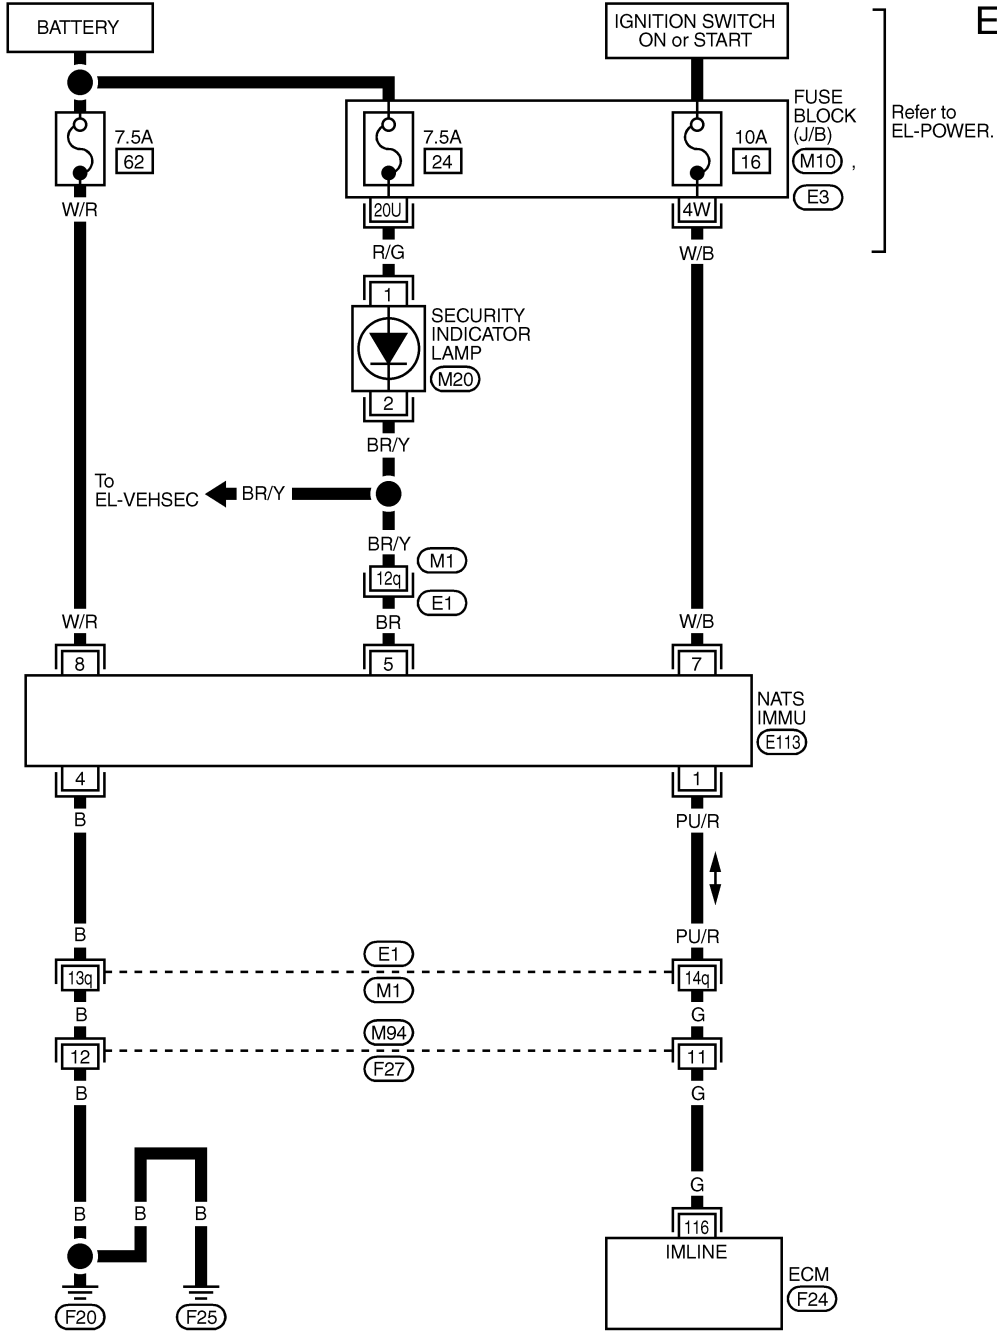 BATTERY
IGNITION SWITCH
ON or START
E
7.5A
62
7.5A
24
10A
16
FUSE
BLOCK
(J/B)
M10 ,
E3
Refer to
EL-POWER.
W/R
20U
4W
R/G
W/B
1
SECURITY
INDICATOR
LAMP
M20
2
BR/Y
To
EL-VEHSEC
BR/Y
BR/Y
M1
12q
E1
W/R
BR
W/B
8
5
7
NATS
IMMU
E113
4
1
B
PU/R
B
PU/R
E1
13q
14q
M1
B
G
M94
12
11
F27
B
G
G
B
B
B
116
IMLINE
ECM
F24
F20
F25